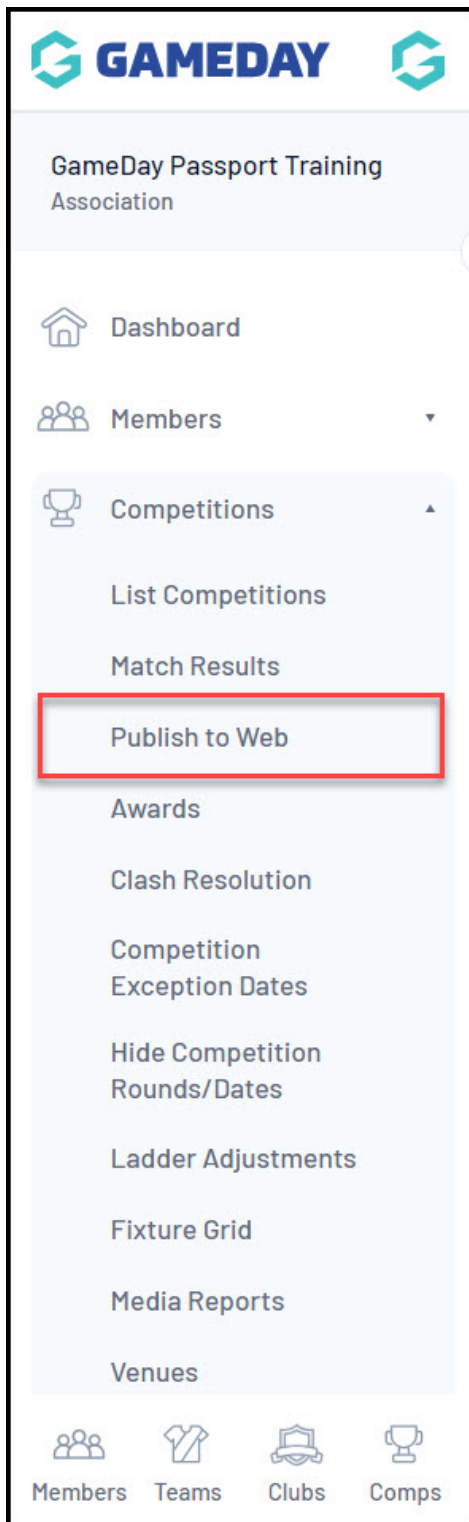 GAMEDAY
GameDay Passport Training
Association
Dashboard
Members
Competitions
List Competitions
Match Results
Publish to Web
Awards
Clash Resolution
Competition
Exception Dates
Hide Competition
Rounds/Dates
Ladder Adjustments
Fixture Grid
Media Reports
Venues
Members Teams Clubs Comps